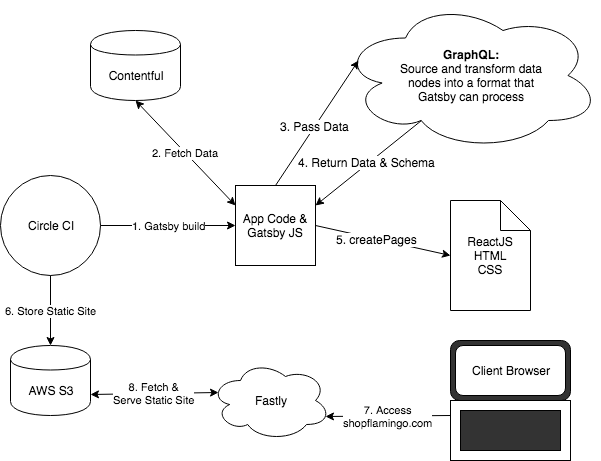 GraphQL:
Source and transform data
nodes into a format that
Gatsby can process
Contentful
3. Pass Data
2. Fetch Data
4. Return Data & Schema
Circle CI
1. Gatsby build
App Code &
Gatsby JS
5. createPages
ReactJS
HTML
CSS
6. Store Static Site
AWS S3
8. Fetch &
Serve Static Site
Fastly
7. Access
shopflamingo.com
Client Browser